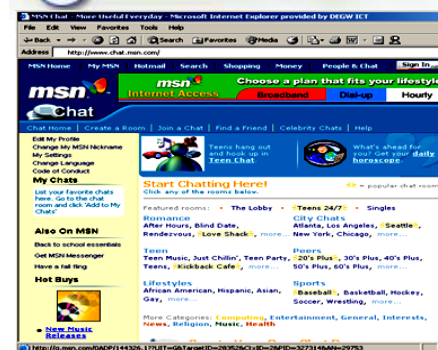 MSN Chat - More Useful Everyday - Microsoft Internet Explorer provided by DEGW ICT
File Edit View Favorites Tools Help
Back Search Favorites Media
Address http://www.chat.msn.com/
MSN Home My MSN Hotmail Search Shopping Money People & Chat Sign In
msn
msn Internet Access
Choose a plan that fits your lifestyle
Broadband Dial-up Hourly
Chat
Chat Home | Create a Room | Join a Chat | Find a Friend | Celebrity Chats | Help
Edit My Profile
Change My MSN Nickname
My Settings
Change Language
Code of Conduct
My Chats
List your favorite chats
here. Go to the chat
room and click 'Add to My
Chats'
Also On MSN
Back to school essentials
Get MSN Messenger
Have a fall fling
Hot Buys
New Music
Releases
Teens hang out
and hook up in
Teen Chat.
What's ahead for
you? Get your daily
horoscope.
Start Chatting Here!
Click any of the rooms below.
= popular chat room
Featured rooms: • The Lobby • Teens 24/7 • Singles
Romance
After Hours, Blind Date,
Rendezvous, Love Shack, more...
City Chats
Atlanta, Los Angeles, Seattle,
New York, Chicago, more...
Teen
Teen Music, Just Chillin', Teen Party,
Teens, Kickback Cafe, more...
Peers
20's Plus, 30's Plus, 40's Plus,
50's Plus, 60's Plus, more...
Lifestyles
African American, Hispanic, Asian,
Gay, more...
Sports
Baseball, Basketball, Hockey,
Soccer, Wrestling, more...
More Categories: Computing, Entertainment, General, Interests,
News, Religion, Music, Health